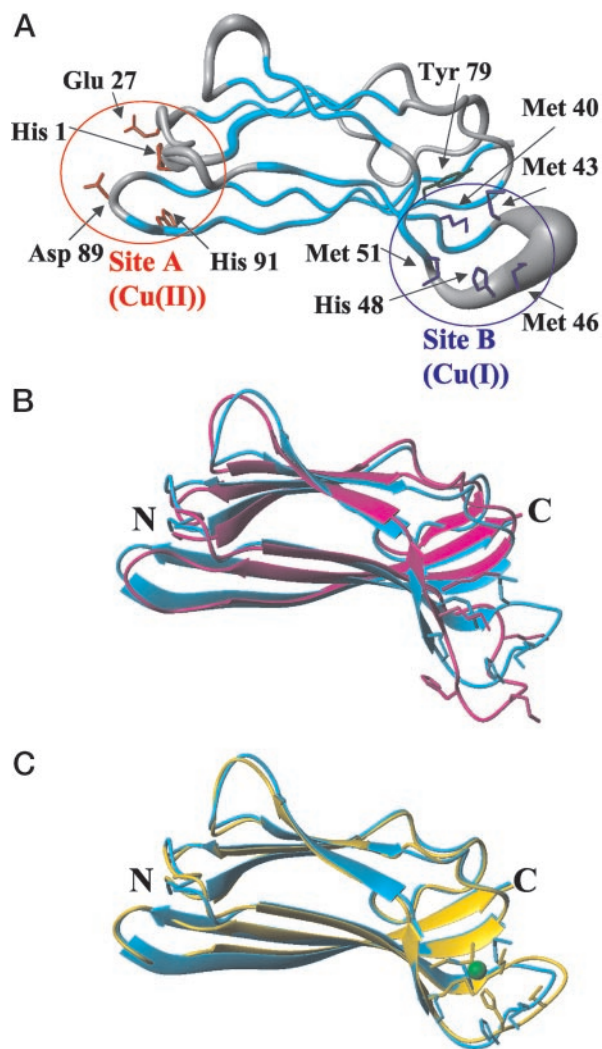 A
Glu 27
His 1
Asp 89
His 91
Site A
(Cu(II))
Tyr 79
Met 40
Met 43
Met 51
His 48
Met 46
Site B
(Cu(I))
B
N
C
C
N
C